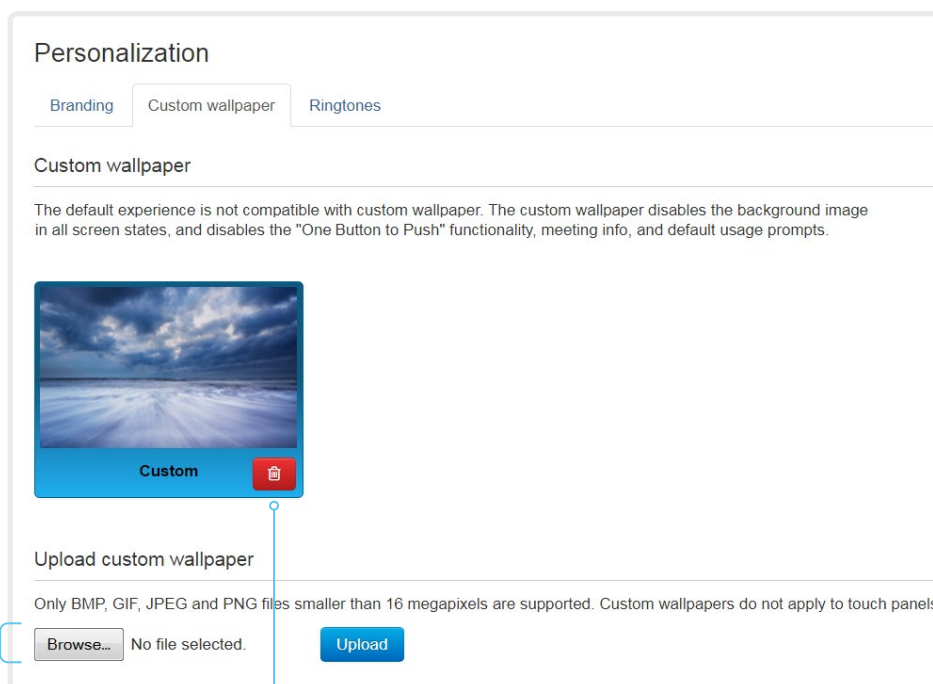 Personalization
Branding Custom wallpaper Ringtones
Custom wallpaper
The default experience is not compatible with custom wallpaper. The custom wallpaper disables the background image
in all screen states, and disables the "One Button to Push" functionality, meeting info, and default usage prompts.
Custom
Upload custom wallpaper
Only BMP, GIF, JPEG and PNG files smaller than 16 megapixels are supported. Custom wallpapers do not apply to touch panels
Browse... No file selected. Upload